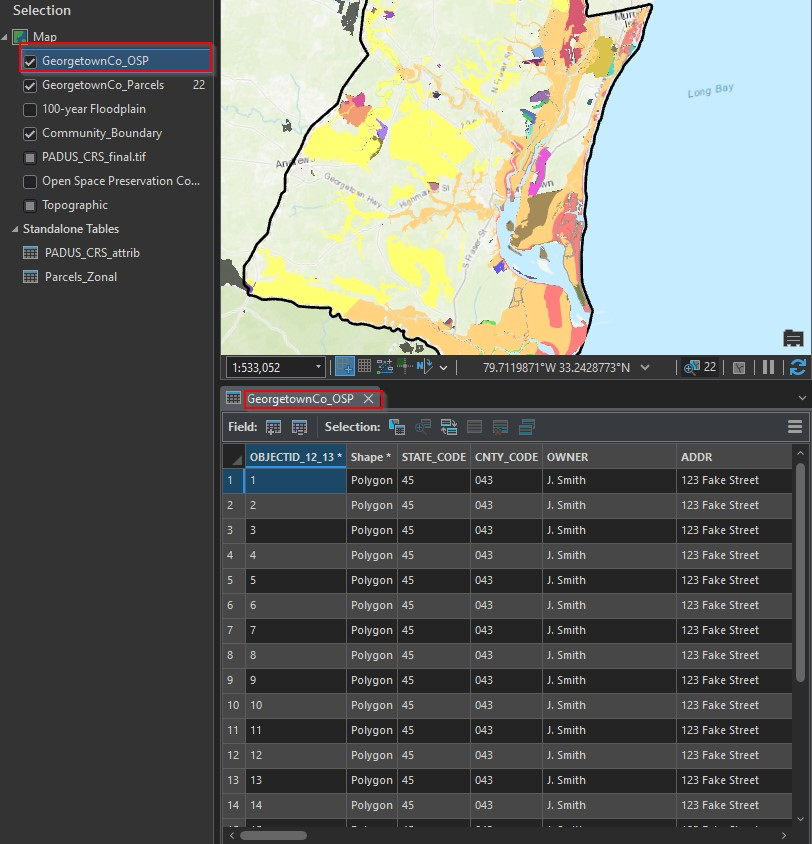 Selection
Map
GeorgetownCo_OSP
GeorgetownCo_Parcels 22
100-year Floodplain
Community_Boundary
PADUS_CRS_final.tif
Open Space Preservation Co...
Topographic
Standalone Tables
PADUS_CRS_attrib
Parcels_Zonal
Long Bay
Georgetown Hwy
Highmarket St
S Fraser St
1:533,052 79.7119871°W 33.2428773°N 22
GeorgetownCo_OSP
Field: Selection:
OBJECTID_12_13 * Shape * STATE_CODE CNTY_CODE OWNER ADDR
1 1 Polygon 45 043 J. Smith 123 Fake Street
2 2 Polygon 45 043 J. Smith 123 Fake Street
3 3 Polygon 45 043 J. Smith 123 Fake Street
4 4 Polygon 45 043 J. Smith 123 Fake Street
5 5 Polygon 45 043 J. Smith 123 Fake Street
6 6 Polygon 45 043 J. Smith 123 Fake Street
7 7 Polygon 45 043 J. Smith 123 Fake Street
8 8 Polygon 45 043 J. Smith 123 Fake Street
9 9 Polygon 45 043 J. Smith 123 Fake Street
10 10 Polygon 45 043 J. Smith 123 Fake Street
11 11 Polygon 45 043 J. Smith 123 Fake Street
12 12 Polygon 45 043 J. Smith 123 Fake Street
13 13 Polygon 45 043 J. Smith 123 Fake Street
14 14 Polygon 45 043 J. Smith 123 Fake Street